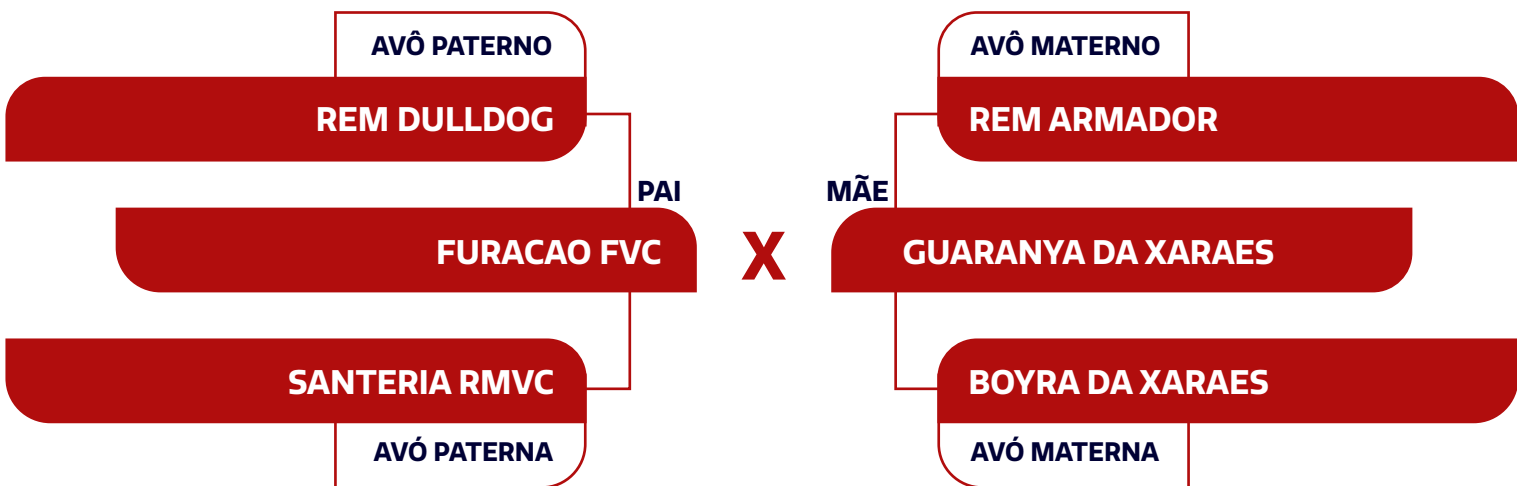 AVÔ PATERNO
REM DULLDOG
PAI
FURACAO FVC
SANTERIA RMVC
AVÓ PATERNA
X
AVÔ MATERNO
REM ARMADOR
MÃE
GUARANYA DA XARAES
BOYRA DA XARAES
AVÓ MATERNA